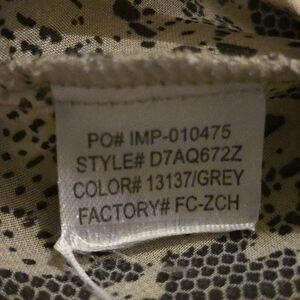 PO# IMP-010475
STYLE# D7AQ672Z
COLOR# 13137/GREY
FACTORY# FC-ZCH